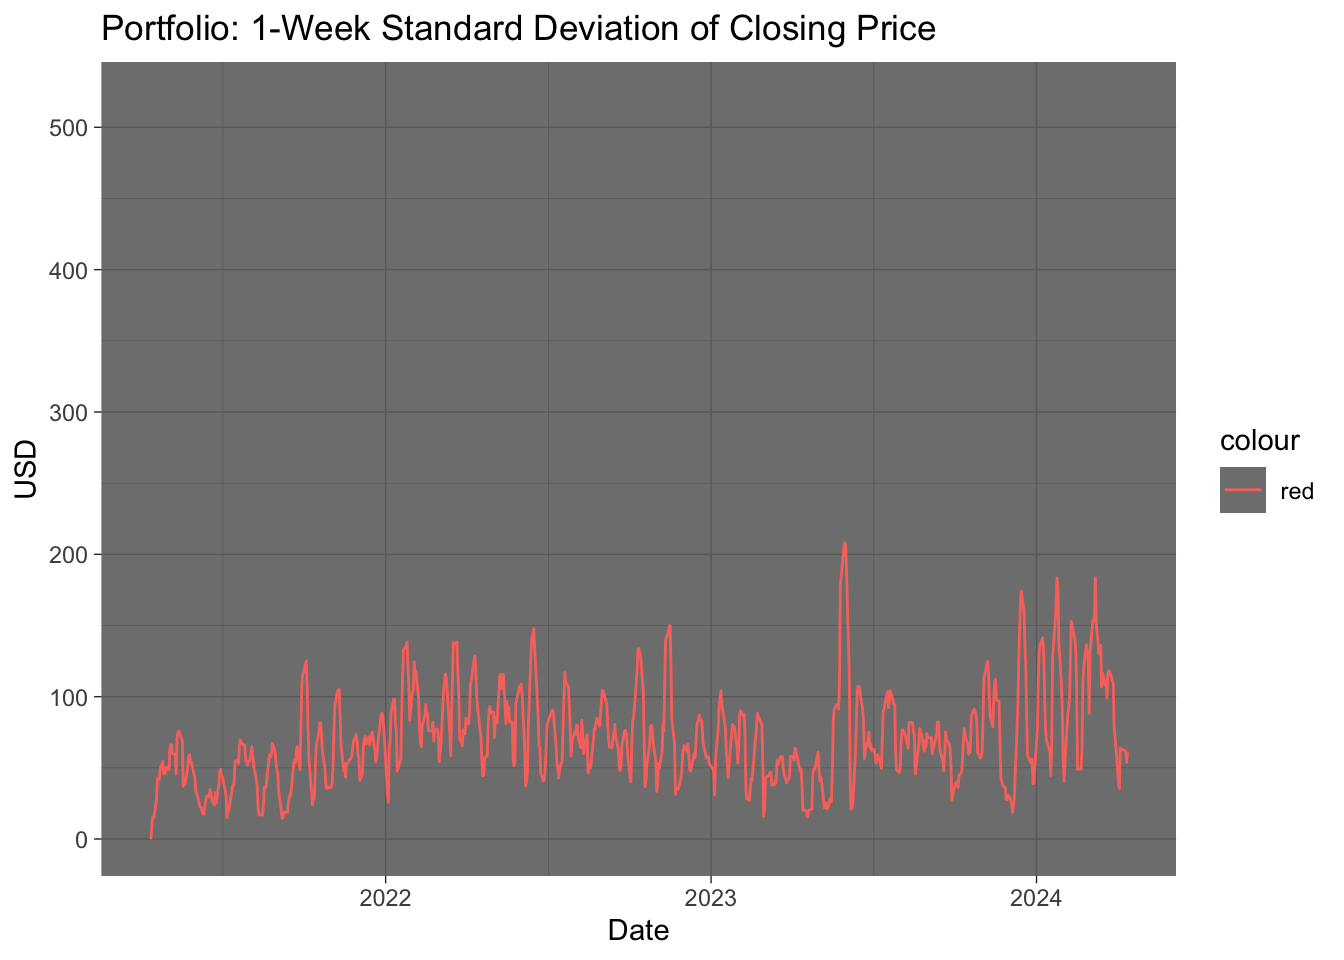 Portfolio: 1-Week Standard Deviation of Closing Price
500
400
300
200
100
0
USD
2022
2023
2024
Date
colour
red